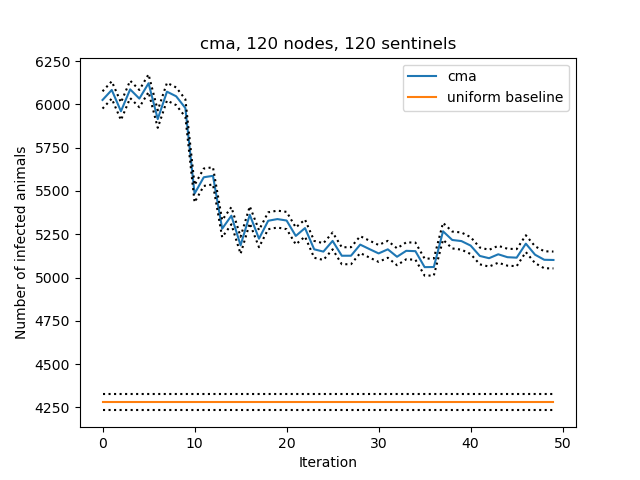 cma, 120 nodes, 120 sentinels
cma
uniform baseline
Number of infected animals
6250
6000
5750
5500
5250
5000
4750
4500
4250
0 10 20 30 40 50
Iteration